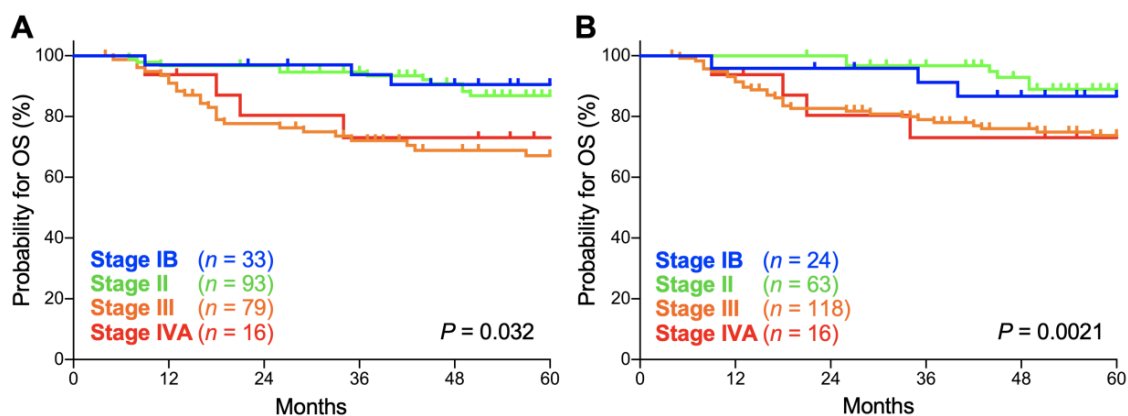 A
Probability for OS (%)
100
80
60
40
20
0
Stage IB (n = 33)
Stage II (n = 93)
Stage III (n = 79)
Stage IVA (n = 16)
P = 0.032
0 12 24 36 48 60
Months
B
Probability for OS (%)
100
80
60
40
20
0
Stage IB (n = 24)
Stage II (n = 63)
Stage III (n = 118)
Stage IVA (n = 16)
P = 0.0021
0 12 24 36 48 60
Months